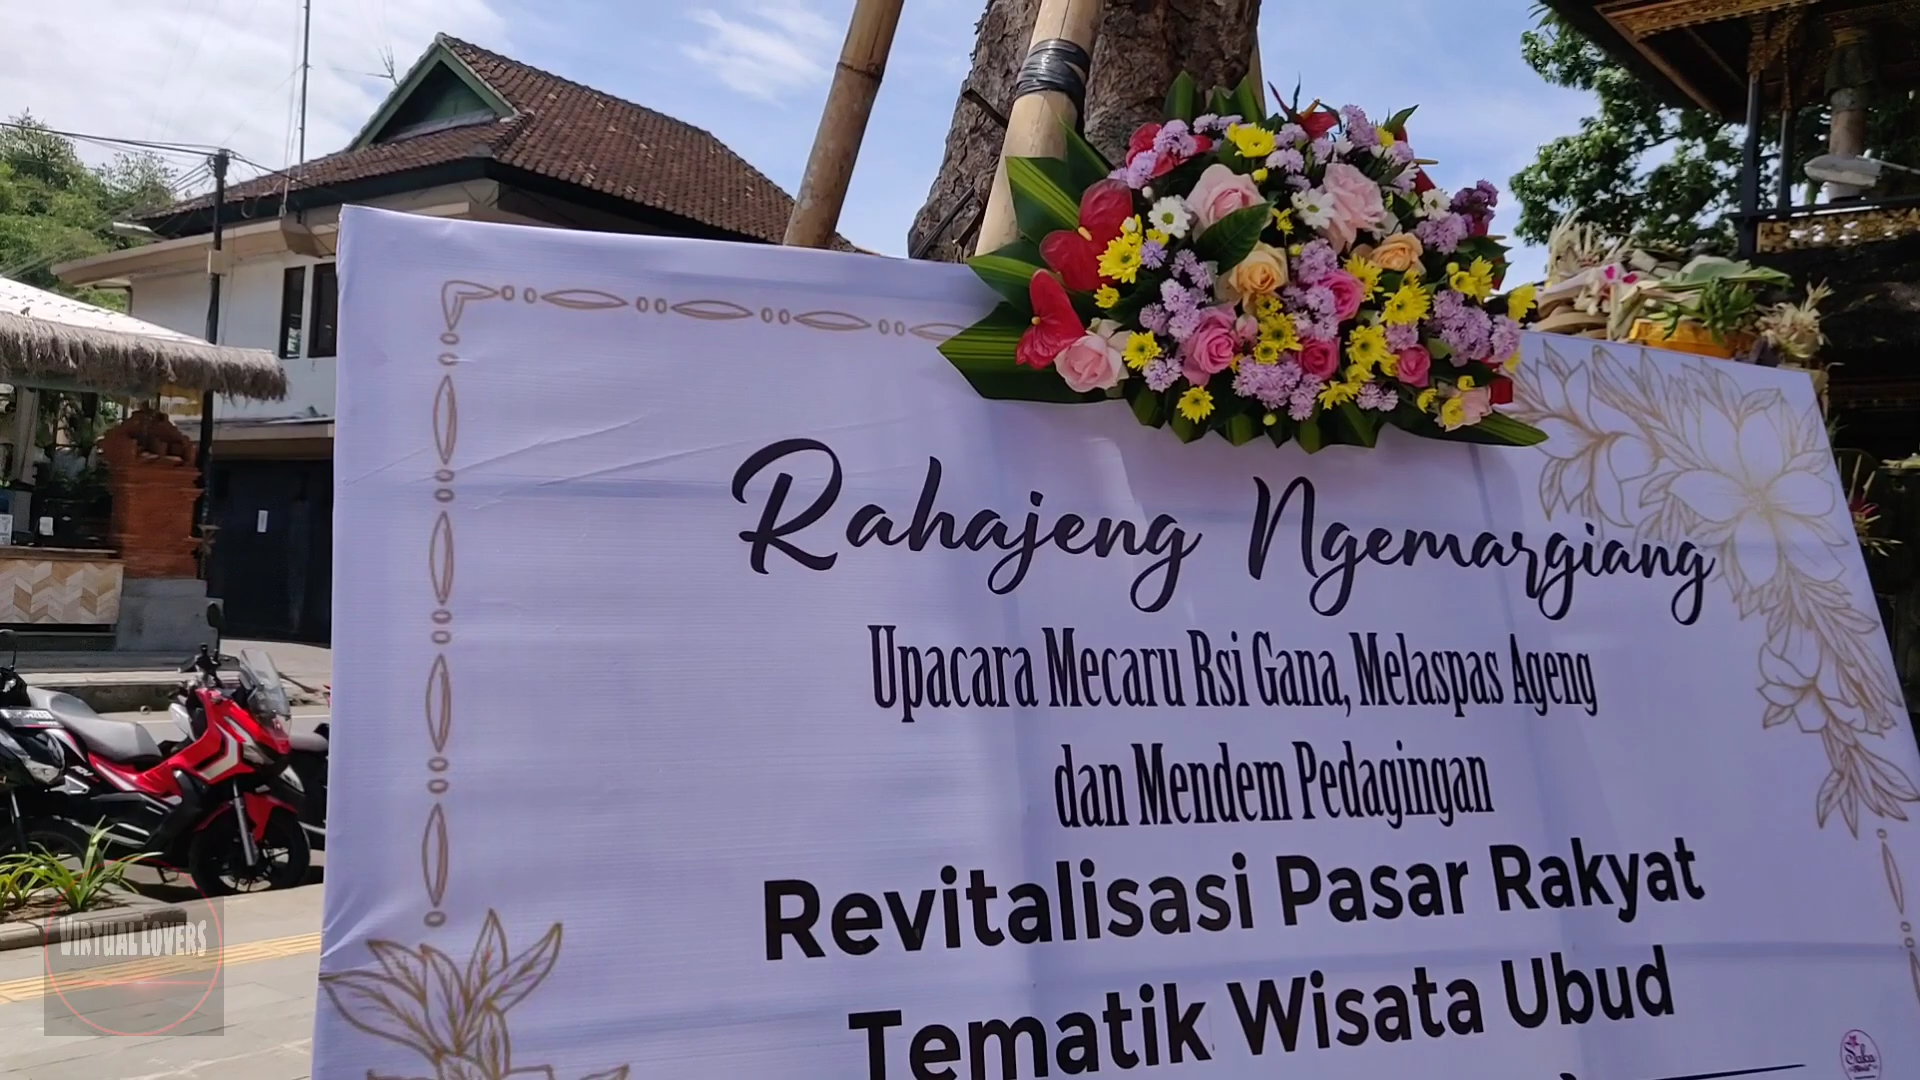 Rahajeng Ngemargiang
Upacara Mecaru Rsi Gana, Melaspas Ageng
dan Mendem Pedagingan
Revitalisasi Pasar Rakyat
Tematik Wisata Ubud
Saka
VIRTUAL LOVERS